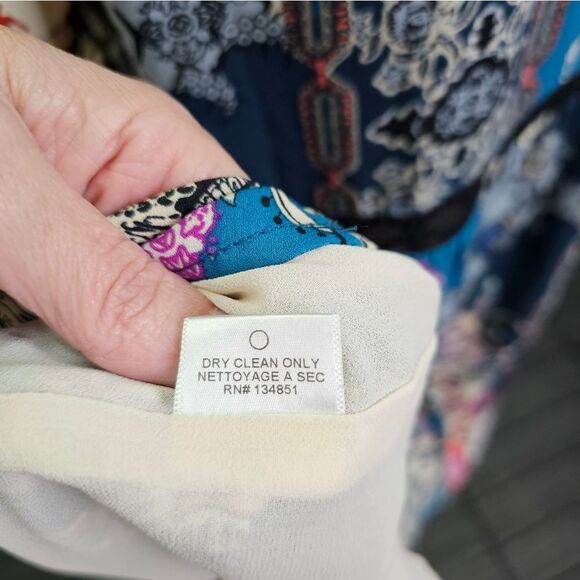 DRY CLEAN ONLY
NETTOYAGE A SEC
RN# 134851